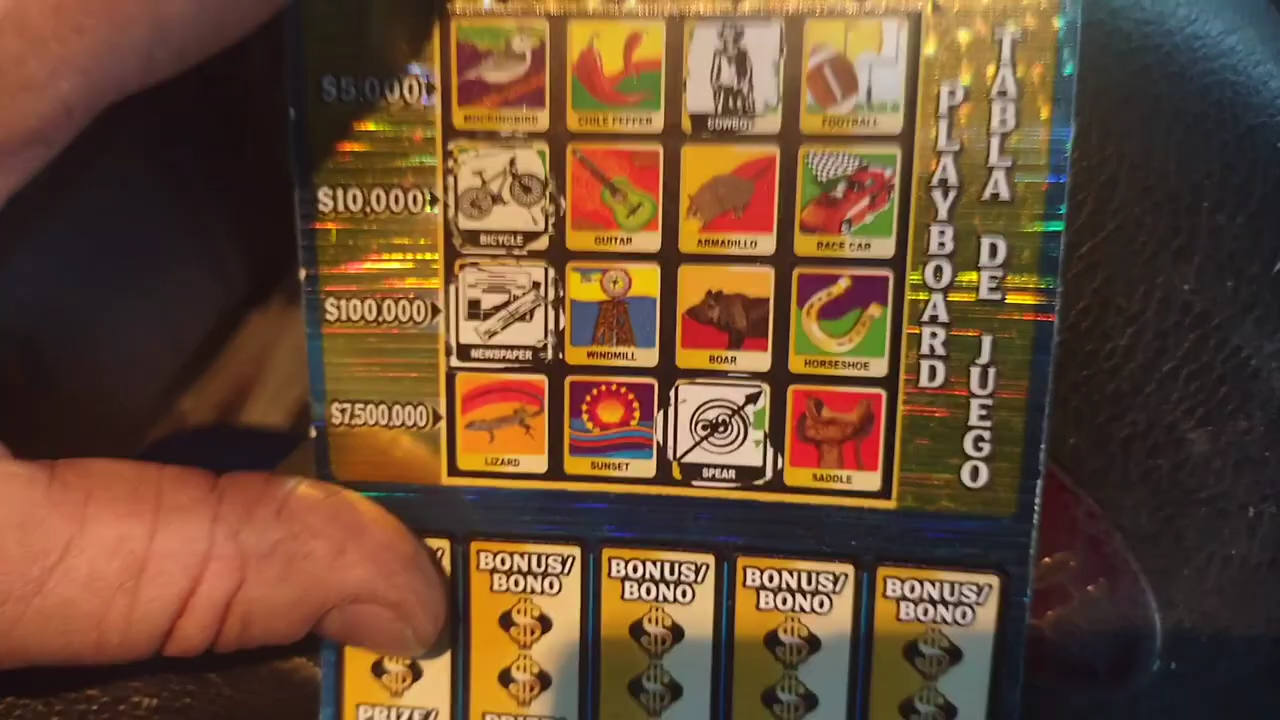 $5,000
MOCKINGBIRD CHILE PEPPER COWBOY FOOTBALL
$10,000
BICYCLE GUITAR ARMADILLO RACE CAR
$100,000
NEWSPAPER WINDMILL BOAR HORSESHOE
$7,500,000
LIZARD SUNSET SPEAR SADDLE
PLAYBOARD
TABLA DE JUEGO
BONUS/
BONO
BONUS/
BONO
BONUS/
BONO
BONUS/
BONO
PRIZE/